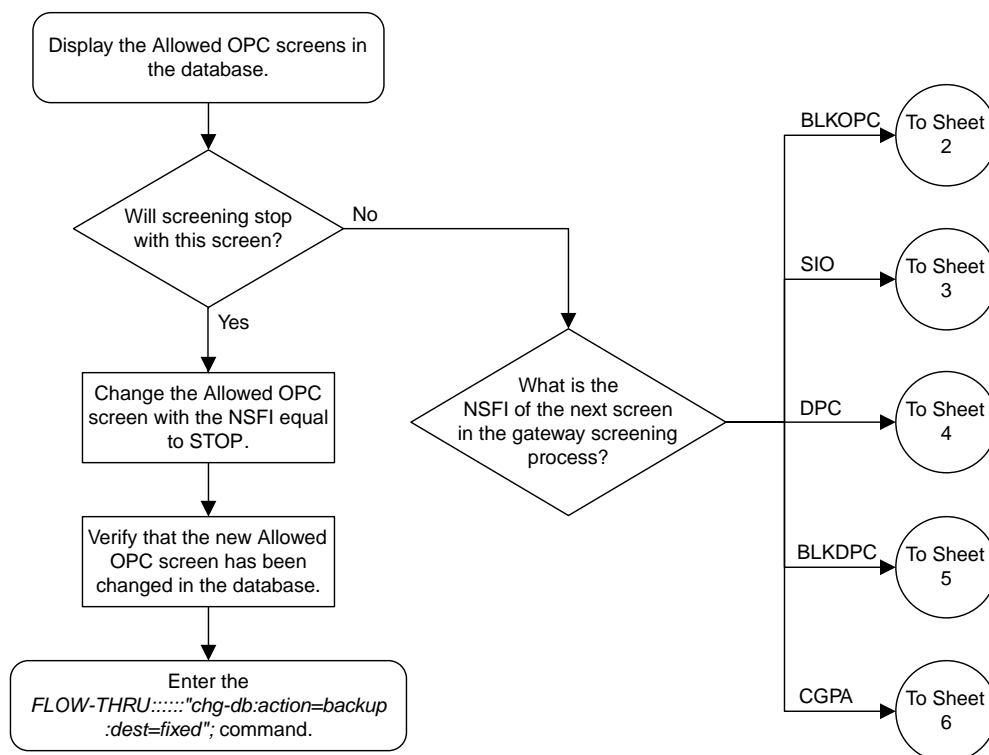 Display the Allowed OPC screens in
the database.
Will screening stop
with this screen?
No
Yes
Change the Allowed OPC
screen with the NSFI equal
to STOP.
Verify that the new Allowed
OPC screen has been
changed in the database.
Enter the
FLOW-THRU::::::"chg-db:action=backup
:dest=fixed"; command.
What is the
NSFI of the next screen
in the gateway screening
process?
BLKOPC
To Sheet
2
SIO
To Sheet
3
DPC
To Sheet
4
BLKDPC
To Sheet
5
CGPA
To Sheet
6